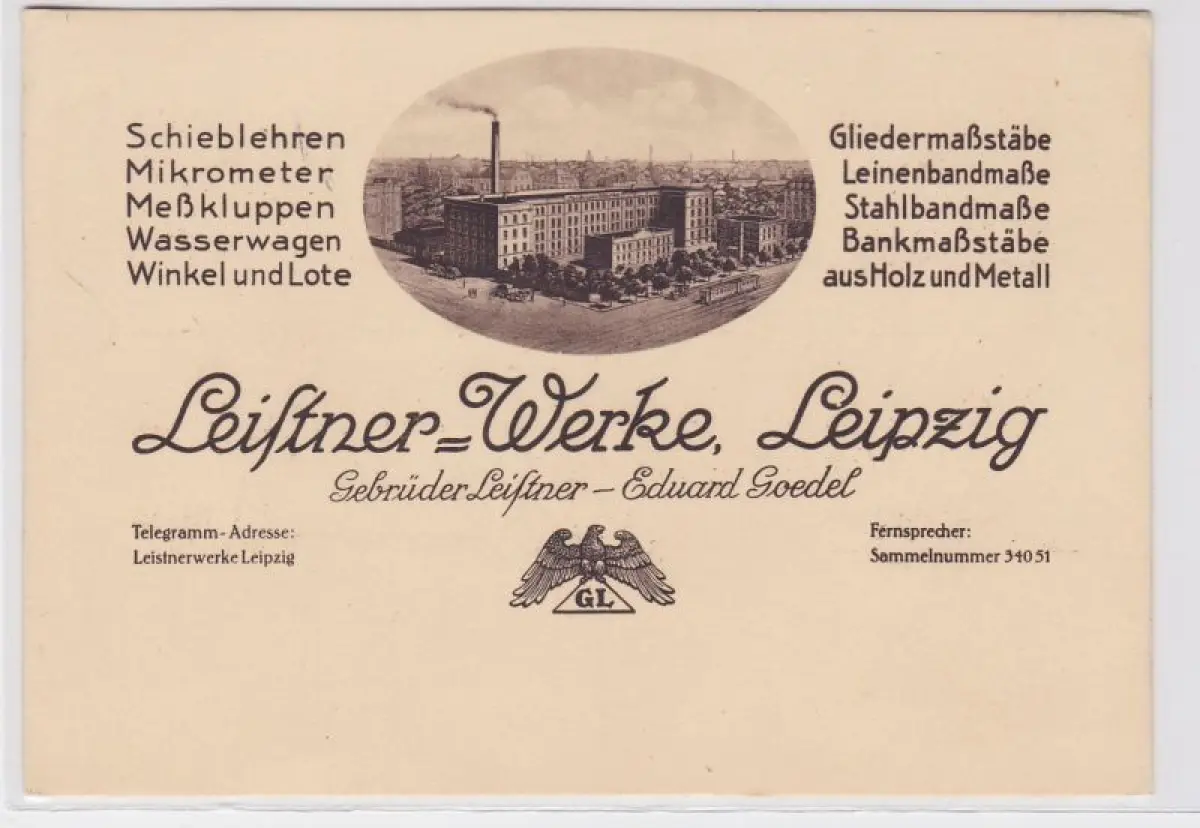 Schieblehren
Mikrometer
Meßkluppen
Wasserwagen
Winkel und Lote
Gliedermaßstäbe
Leinenbandmaße
Stahlbandmaße
Bankmaßstäbe
aus Holz und Metall
Leiſtner=Werke, Leipzig
Gebrüder Leiſtner – Eduard Goedel
Telegramm-Adresse:
Leistnerwerke Leipzig
Fernsprecher:
Sammelnummer 34051
GL